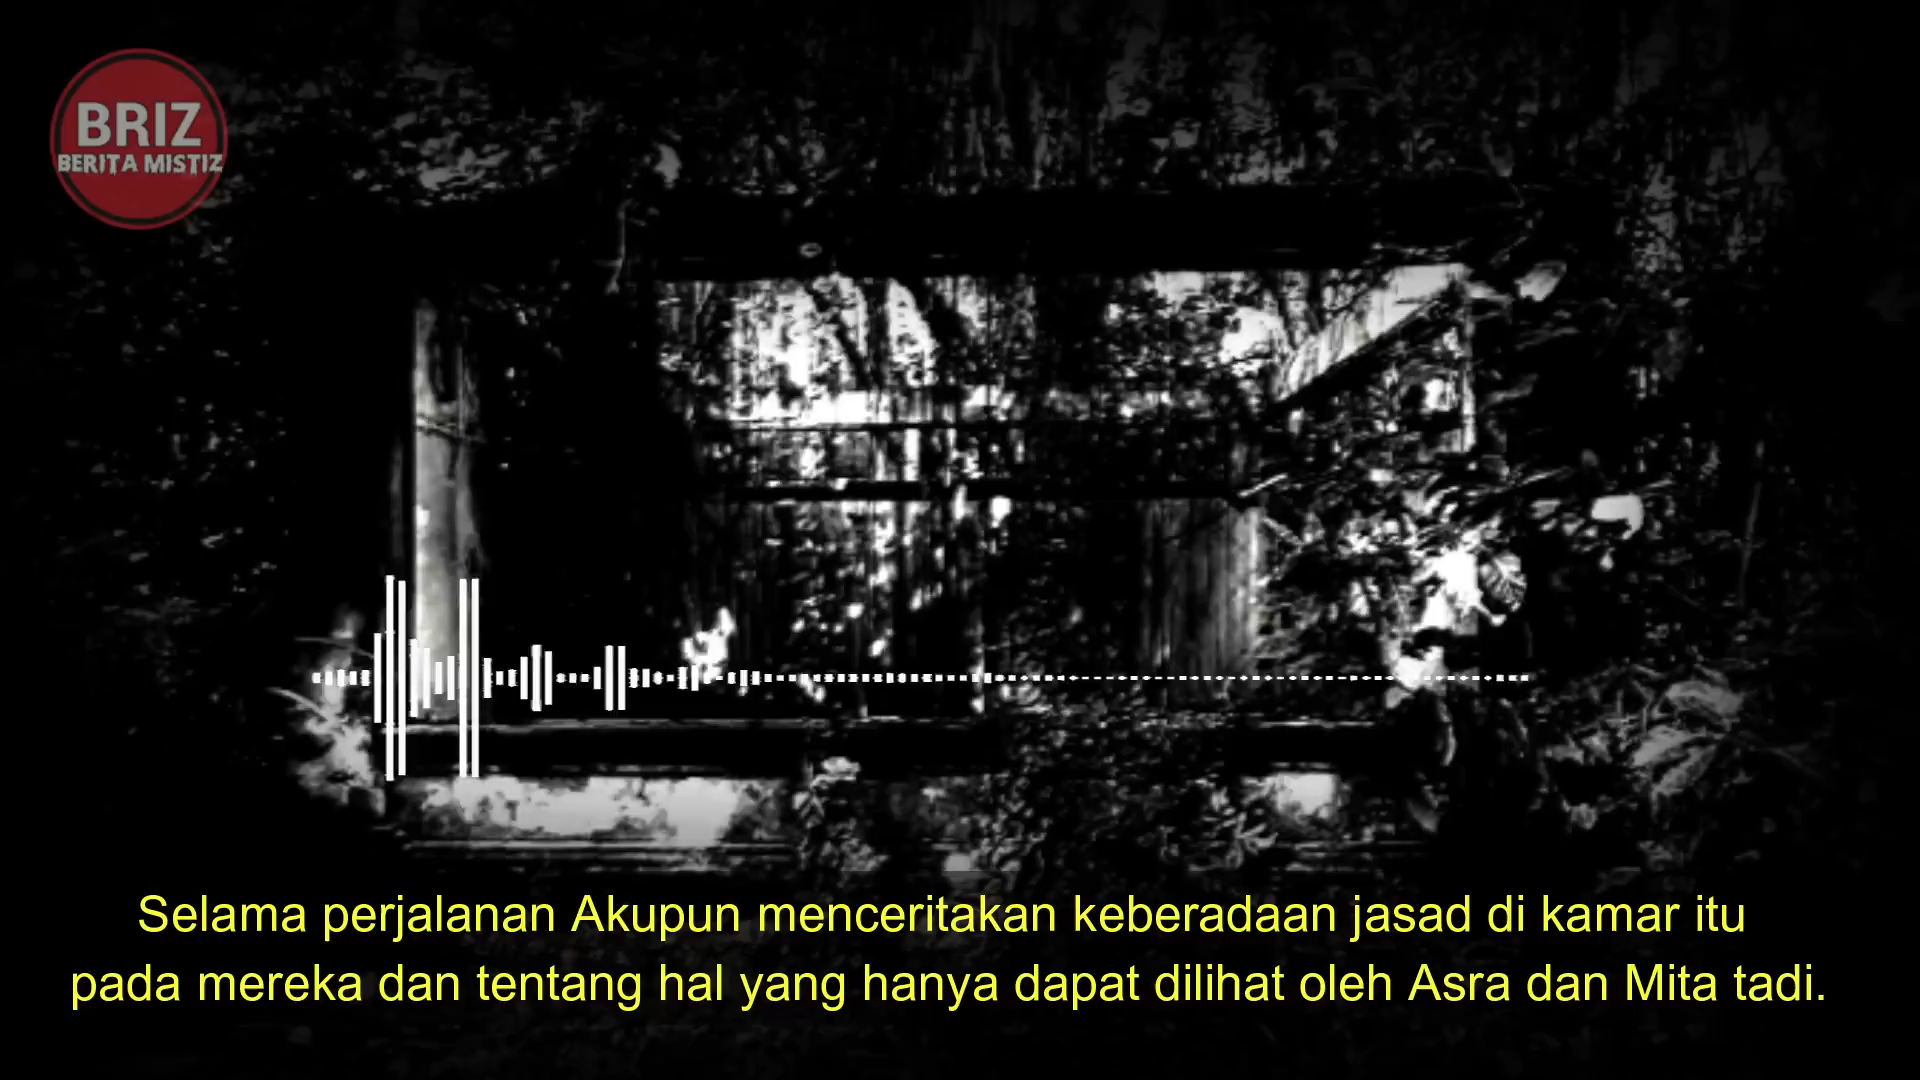 BRIZ
BERITA MISTIZ
Selama perjalanan Akupun menceritakan keberadaan jasad di kamar itu
pada mereka dan tentang hal yang hanya dapat dilihat oleh Asra dan Mita tadi.